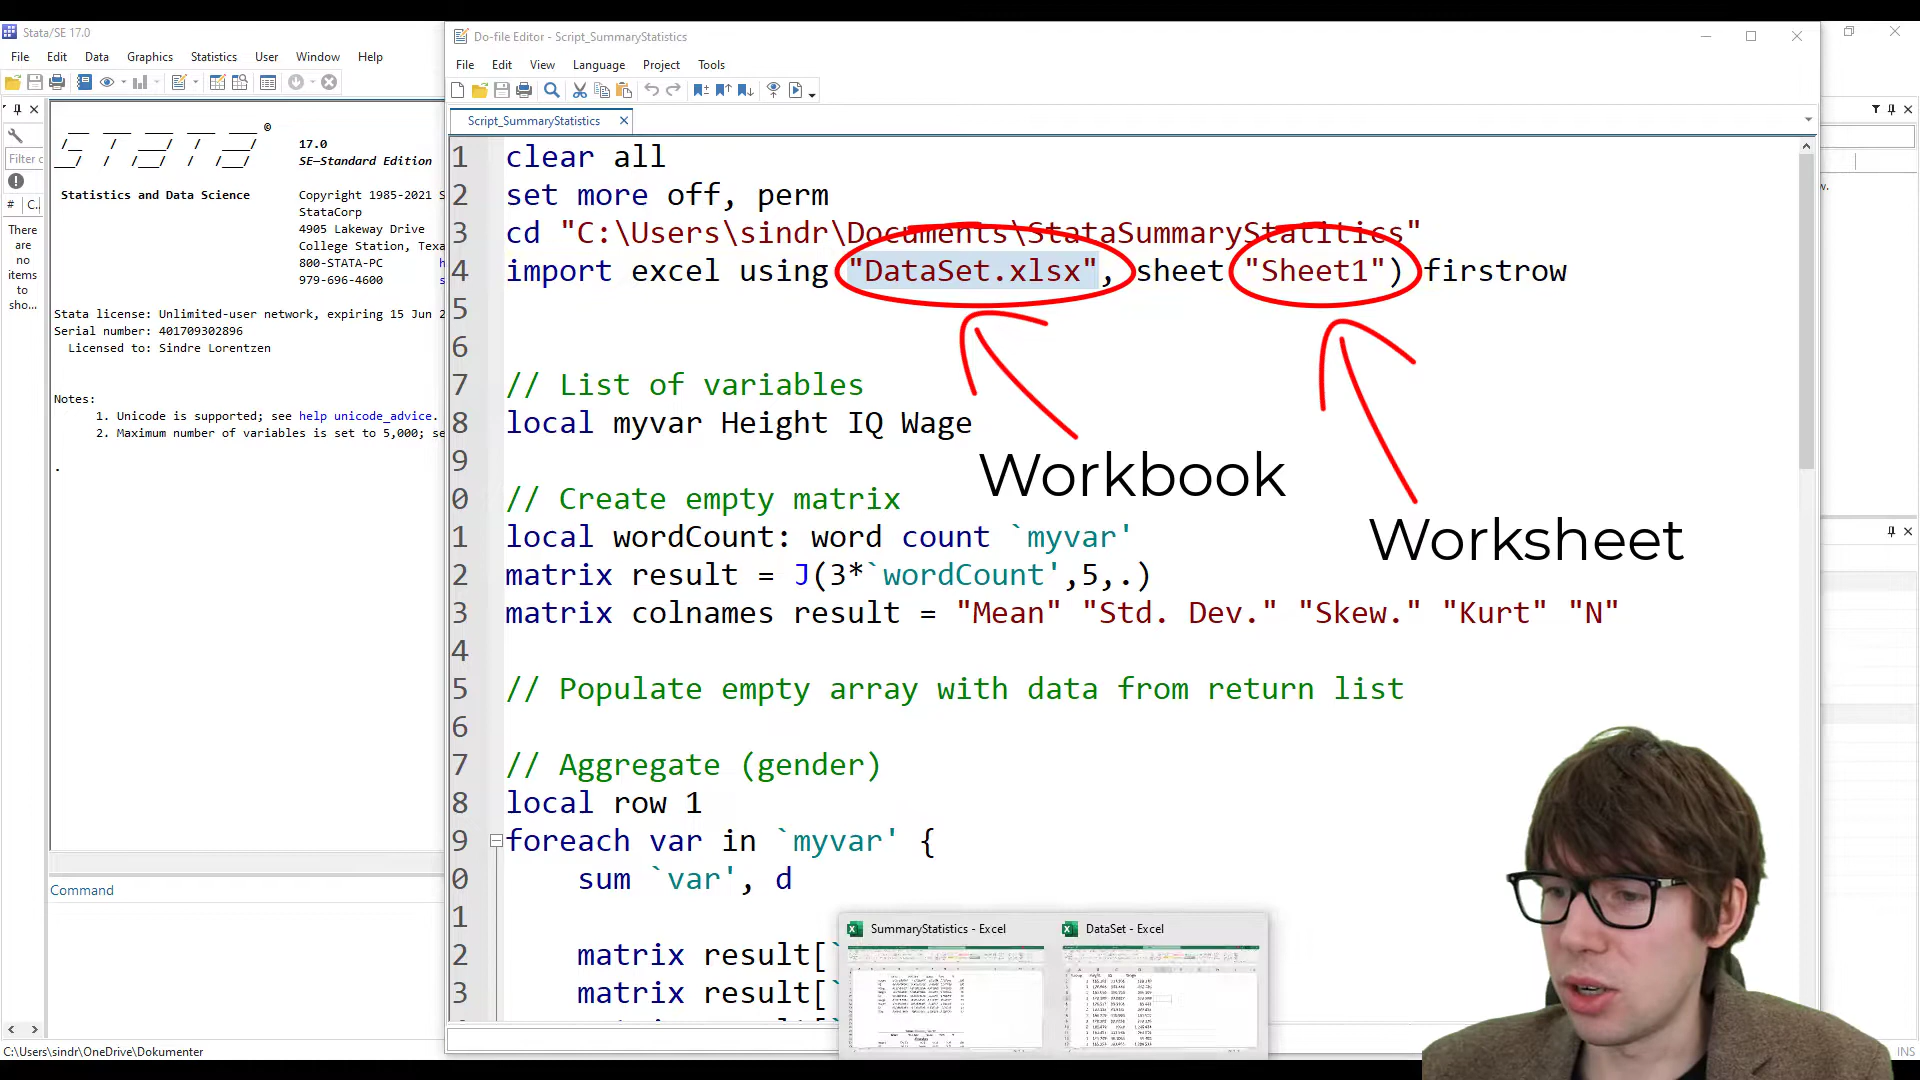 Stata/SE 17.0
File Edit Data Graphics Statistics User Window Help
Filter c
# C..
There
are
no
items
to
sho...
©
17.0
SE—Standard Edition
Statistics and Data Science
Copyright 1985-2021 S
StataCorp
4905 Lakeway Drive
College Station, Texa
800-STATA-PC h
979-696-4600 s
Stata license: Unlimited-user network, expiring 15 Jun 2
Serial number: 401709302896
Licensed to: Sindre Lorentzen
Notes:
1. Unicode is supported; see help unicode_advice.
2. Maximum number of variables is set to 5,000; se
.
Command
C:\Users\sindr\OneDrive\Dokumenter
Do-file Editor - Script_SummaryStatistics
File Edit View Language Project Tools
Script_SummaryStatistics
1 clear all
2 set more off, perm
3 cd "C:\Users\sindr\Documents\StataSummaryStatitics"
4 import excel using "DataSet.xlsx", sheet "Sheet1") firstrow
5
6
7 // List of variables
8 local myvar Height IQ Wage
9
0 // Create empty matrix
1 local wordCount: word count `myvar'
2 matrix result = J(3*`wordCount',5,.)
3 matrix colnames result = "Mean" "Std. Dev." "Skew." "Kurt" "N"
4
5 // Populate empty array with data from return list
6
7 // Aggregate (gender)
8 local row 1
9 foreach var in `myvar' {
0 sum `var', d
1
2 matrix result[`
3 matrix result[`
Workbook
Worksheet
SummaryStatistics - Excel
DataSet - Excel
w.
INS